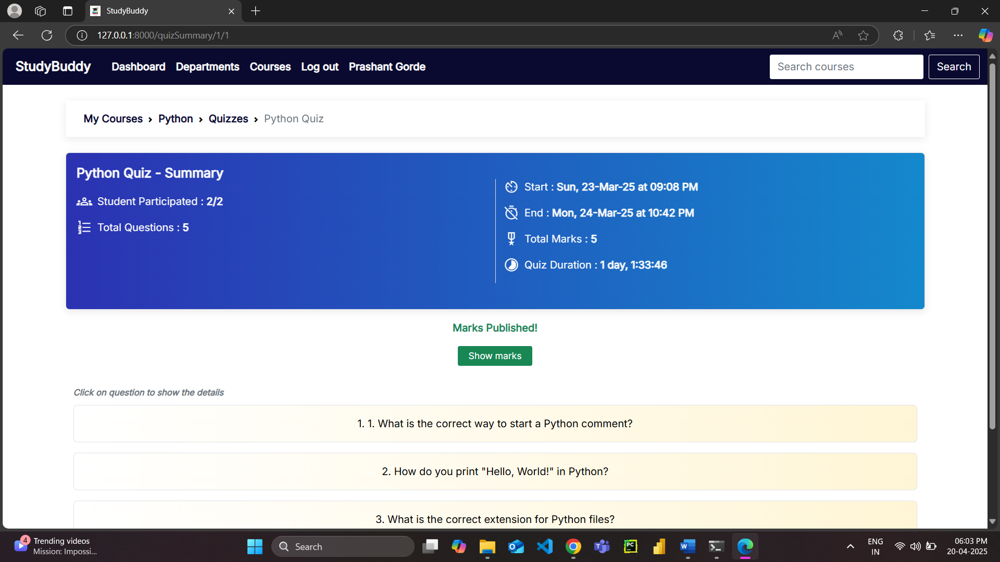 StudyBuddy
127.0.0.1:8000/quizSummary/1/1
StudyBuddy Dashboard Departments Courses Log out Prashant Gorde Search courses Search
My Courses › Python › Quizzes › Python Quiz
Python Quiz - Summary
Student Participated : 2/2
Total Questions : 5
Start : Sun, 23-Mar-25 at 09:08 PM
End : Mon, 24-Mar-25 at 10:42 PM
Total Marks : 5
Quiz Duration : 1 day, 1:33:46
Marks Published!
Show marks
Click on question to show the details
1. 1. What is the correct way to start a Python comment?
2. How do you print "Hello, World!" in Python?
3. What is the correct extension for Python files?
4
Trending videos
Mission: Impossi...
Search
ENG
IN
06:03 PM
20-04-2025